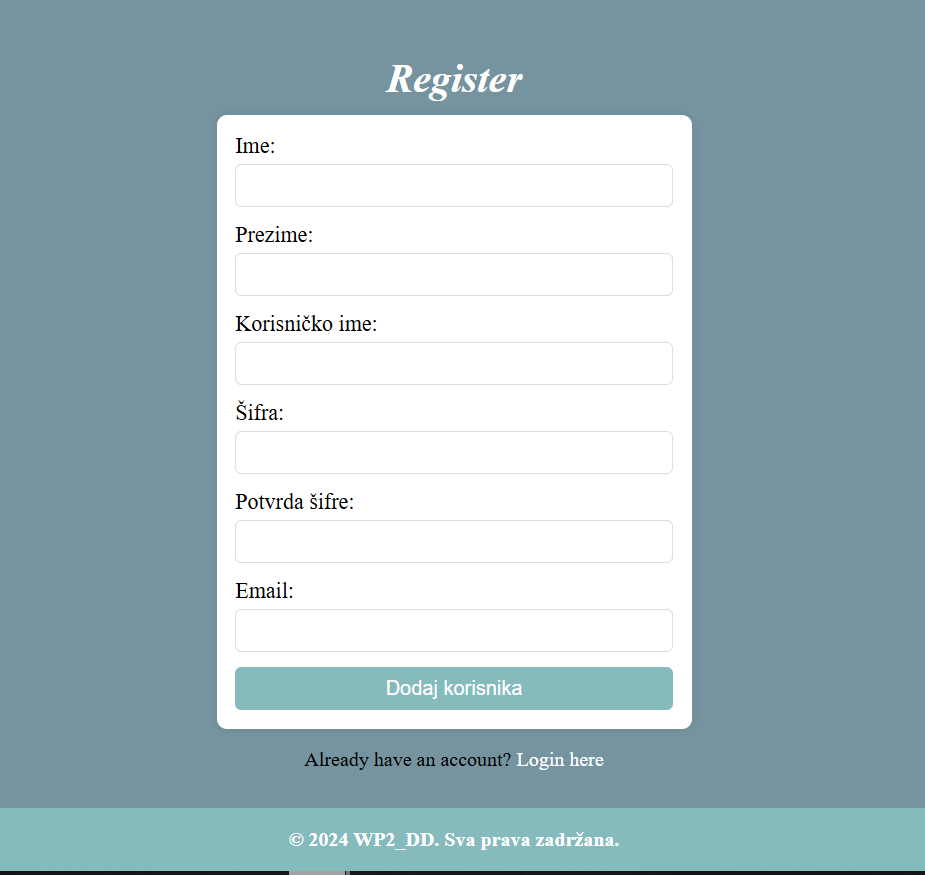 Register
Ime:
Prezime:
Korisničko ime:
Šifra:
Potvrda šifre:
Email:
Dodaj korisnika
Already have an account? Login here
© 2024 WP2_DD. Sva prava zadržana.